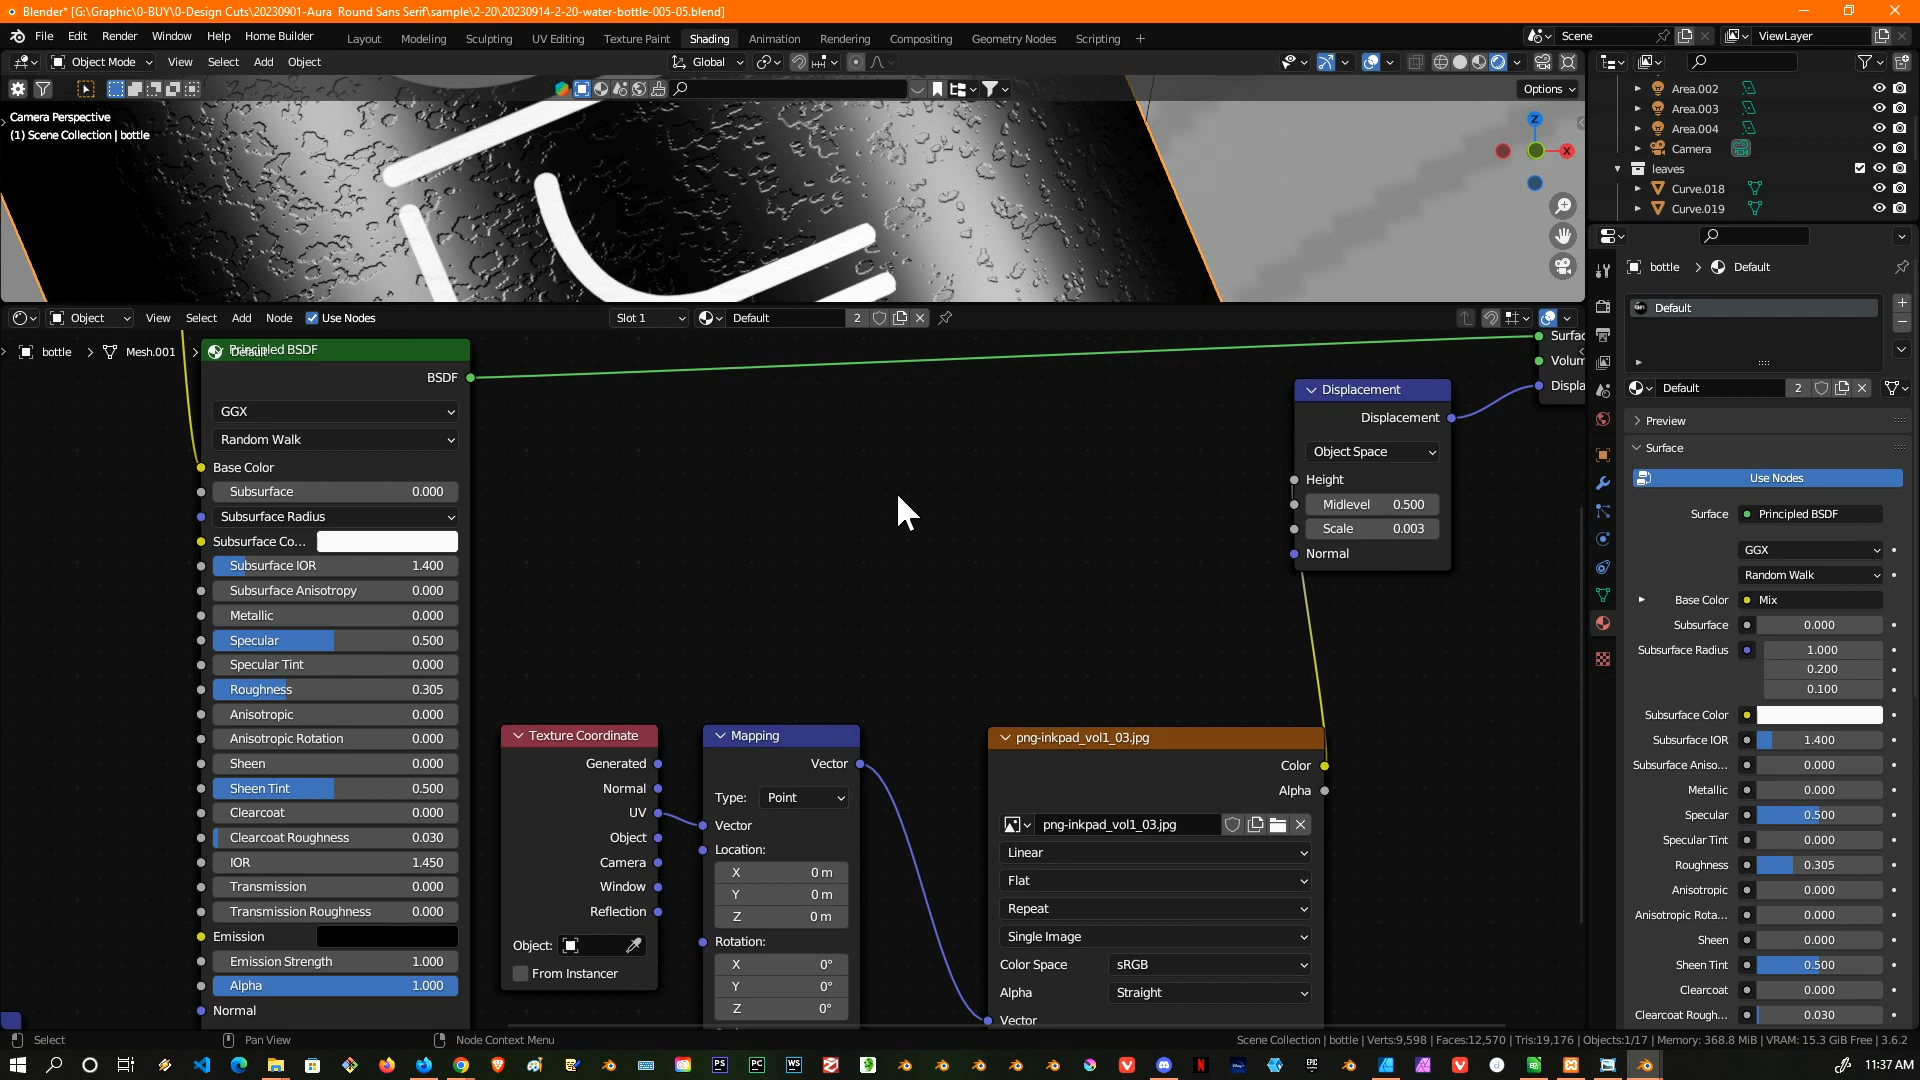 Blender* [G:\Graphic\0-BUY\0-Design Cuts\20230901-Aura  Round Sans Serif\sample\2-20\20230914-2-20-water-bottle-005-05.blend]
File Edit Render Window Help Home Builder Layout Modeling Sculpting UV Editing Texture Paint Shading Animation Rendering Compositing Geometry Nodes Scripting + Scene ViewLayer
Object Mode View Select Add Object Global
Options
Camera Perspective
(1) Scene Collection | bottle
Z
X
Area.002
Area.003
Area.004
Camera
leaves
Curve.018
Curve.019
Object View Select Add Node Use Nodes Slot 1 Default 2
bottle > Mesh.001 > Default
Principled BSDF
BSDF
GGX
Random Walk
Base Color
Subsurface 0.000
Subsurface Radius
Subsurface Co...
Subsurface IOR 1.400
Subsurface Anisotropy 0.000
Metallic 0.000
Specular 0.500
Specular Tint 0.000
Roughness 0.305
Anisotropic 0.000
Anisotropic Rotation 0.000
Sheen 0.000
Sheen Tint 0.500
Clearcoat 0.000
Clearcoat Roughness 0.030
IOR 1.450
Transmission 0.000
Transmission Roughness 0.000
Emission
Emission Strength 1.000
Alpha 1.000
Normal
Texture Coordinate
Generated
Normal
UV
Object
Camera
Window
Reflection
Object:
From Instancer
Mapping
Vector
Type: Point
Vector
Location:
X 0 m
Y 0 m
Z 0 m
Rotation:
X 0°
Y 0°
Z 0°
png-inkpad_vol1_03.jpg
Color
Alpha
png-inkpad_vol1_03.jpg
Linear
Flat
Repeat
Single Image
Color Space sRGB
Alpha Straight
Vector
Displacement
Displacement
Object Space
Height
Midlevel 0.500
Scale 0.003
Normal
Surfac
Volum
Displa
bottle > Default
Default
Default 2
Preview
Surface
Use Nodes
Surface Principled BSDF
GGX
Random Walk
Base Color Mix
Subsurface 0.000
Subsurface Radius 1.000
0.200
0.100
Subsurface Color
Subsurface IOR 1.400
Subsurface Aniso... 0.000
Metallic 0.000
Specular 0.500
Specular Tint 0.000
Roughness 0.305
Anisotropic 0.000
Anisotropic Rota... 0.000
Sheen 0.000
Sheen Tint 0.500
Clearcoat 0.000
Clearcoat Rough... 0.030
Select Pan View Node Context Menu Scene Collection | bottle | Verts:9,598 | Faces:12,570 | Tris:19,176 | Objects:1/17 | Memory: 368.8 MiB | VRAM: 15.3 GiB Free | 3.6.2
PS PC WS 11:37 AM